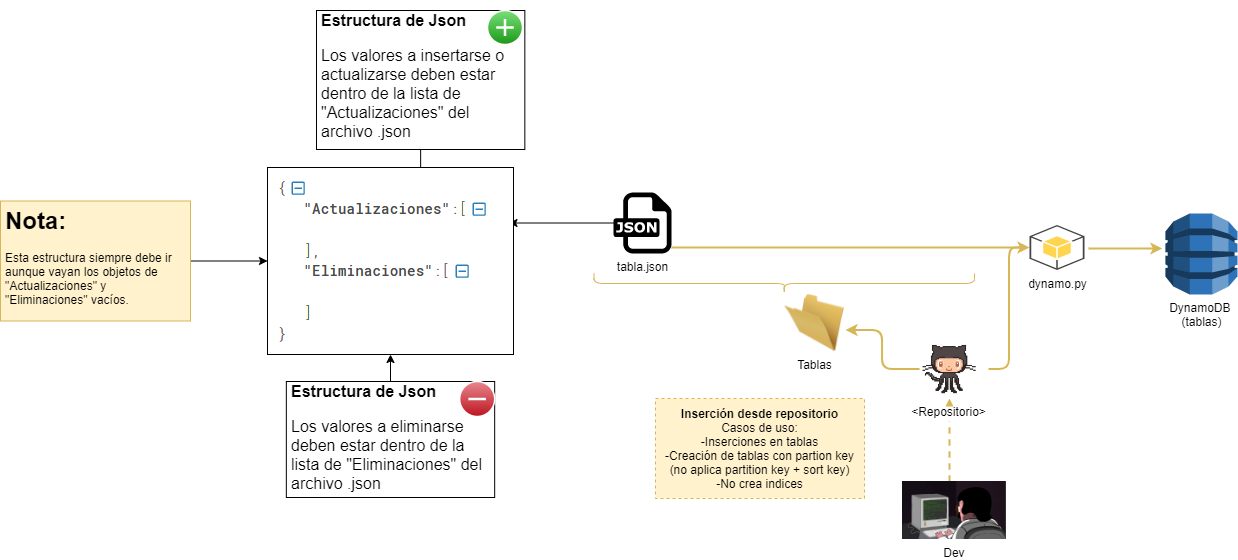 Estructura de Json
Los valores a insertarse o
actualizarse deben estar
dentro de la lista de
"Actualizaciones" del
archivo .json
Nota:
Esta estructura siempre debe ir
aunque vayan los objetos de
"Actualizaciones" y
"Eliminaciones" vacíos.
{
"Actualizaciones":[
],
"Eliminaciones":[
]
}
Estructura de Json
Los valores a eliminarse
deben estar dentro de la
lista de "Eliminaciones" del
archivo .json
JSON
tabla.json
dynamo.py
DynamoDB
(tablas)
Tablas
<Repositorio>
Inserción desde repositorio
Casos de uso:
-Inserciones en tablas
-Creación de tablas con partion key
(no aplica partition key + sort key)
-No crea indices
Dev